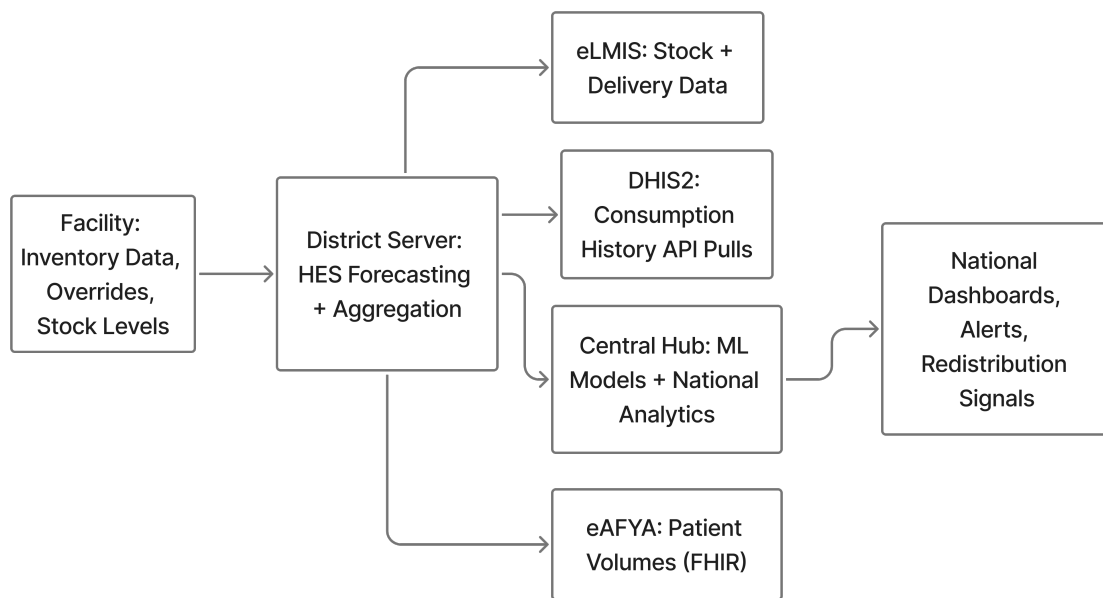 Facility:
Inventory Data,
Overrides,
Stock Levels
District Server:
HES Forecasting
+ Aggregation
eLMIS: Stock +
Delivery Data
DHIS2:
Consumption
History API Pulls
Central Hub: ML
Models + National
Analytics
eAFYA: Patient
Volumes (FHIR)
National
Dashboards,
Alerts,
Redistribution
Signals